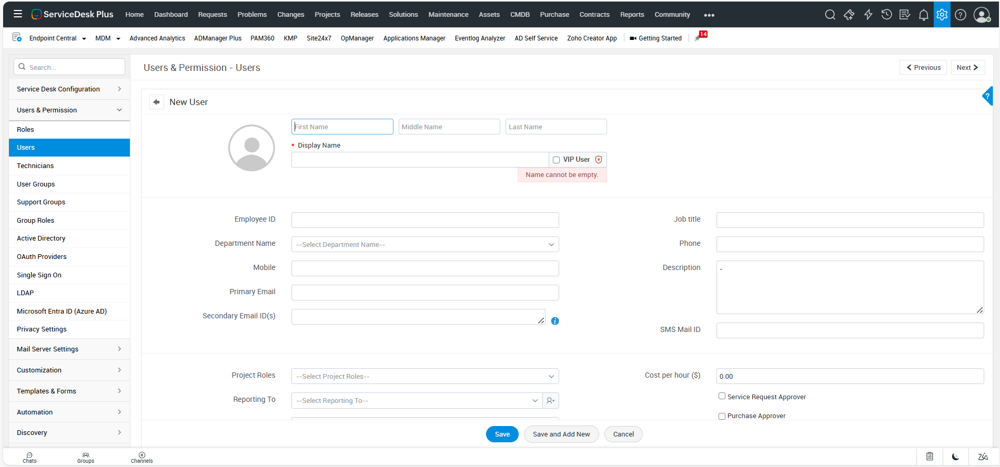 ServiceDesk Plus Home Dashboard Requests Problems Changes Projects Releases Solutions Maintenance Assets CMDB Purchase Contracts Reports Community
Endpoint Central MDM Advanced Analytics ADManager Plus PAM360 KMP Site24x7 OpManager Applications Manager Eventlog Analyzer AD Self Service Zoho Creator App Getting Started 14
Search...
Service Desk Configuration
Users & Permission
Roles
Users
Technicians
User Groups
Support Groups
Group Roles
Active Directory
OAuth Providers
Single Sign On
LDAP
Microsoft Entra ID (Azure AD)
Privacy Settings
Mail Server Settings
Customization
Templates & Forms
Automation
Discovery
Users & Permission - Users
Previous Next
?
New User
First Name Middle Name Last Name
* Display Name
VIP User
Name cannot be empty.
Employee ID
Department Name --Select Department Name--
Mobile
Primary Email
Secondary Email ID(s)
Job title
Phone
Description -
SMS Mail ID
Project Roles --Select Project Roles--
Reporting To --Select Reporting To--
Cost per hour ($) 0.00
Service Request Approver
Purchase Approver
Save Save and Add New Cancel
Chats Groups Channels